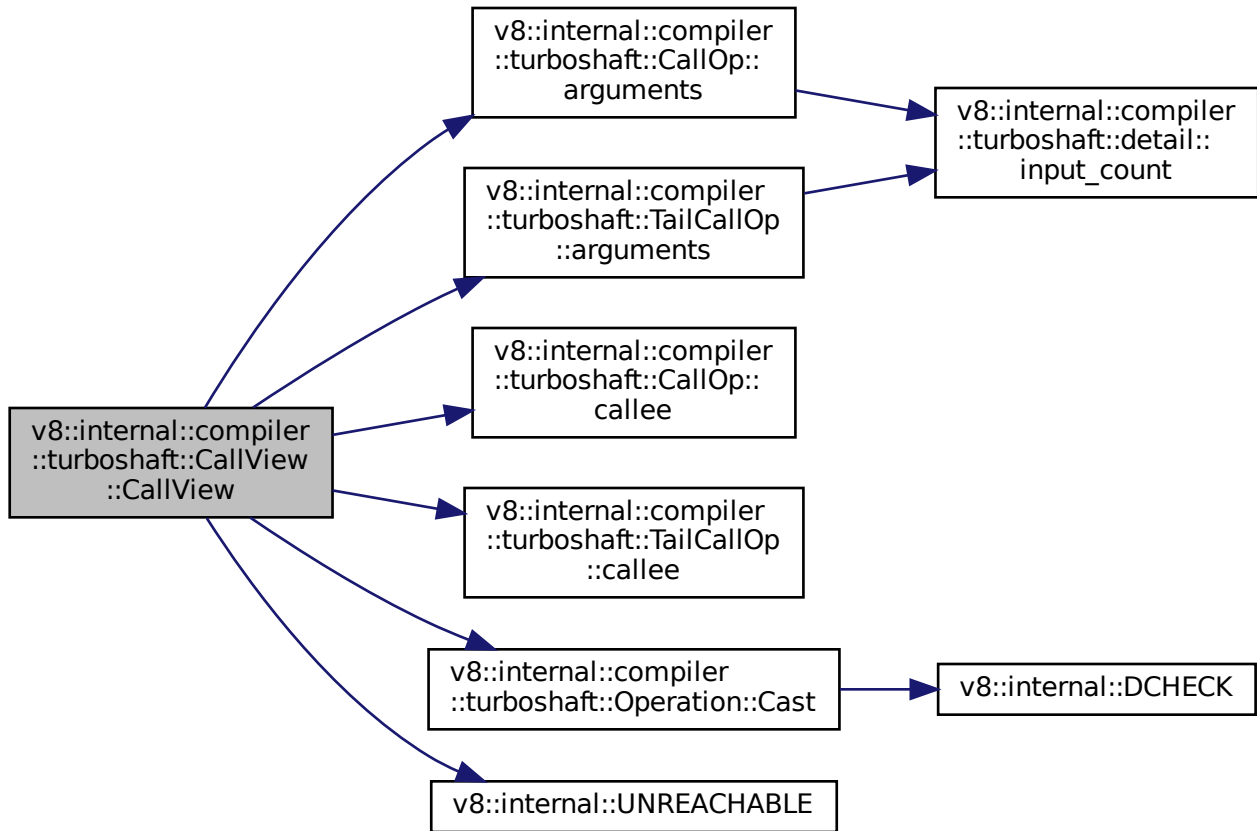 v8::internal::compiler
::turboshaft::CallOp::
arguments
v8::internal::compiler
::turboshaft::detail::
input_count
v8::internal::compiler
::turboshaft::TailCallOp
::arguments
v8::internal::compiler
::turboshaft::CallOp::
callee
v8::internal::compiler
::turboshaft::CallView
::CallView
v8::internal::compiler
::turboshaft::TailCallOp
::callee
v8::internal::compiler
::turboshaft::Operation::Cast
v8::internal::DCHECK
v8::internal::UNREACHABLE